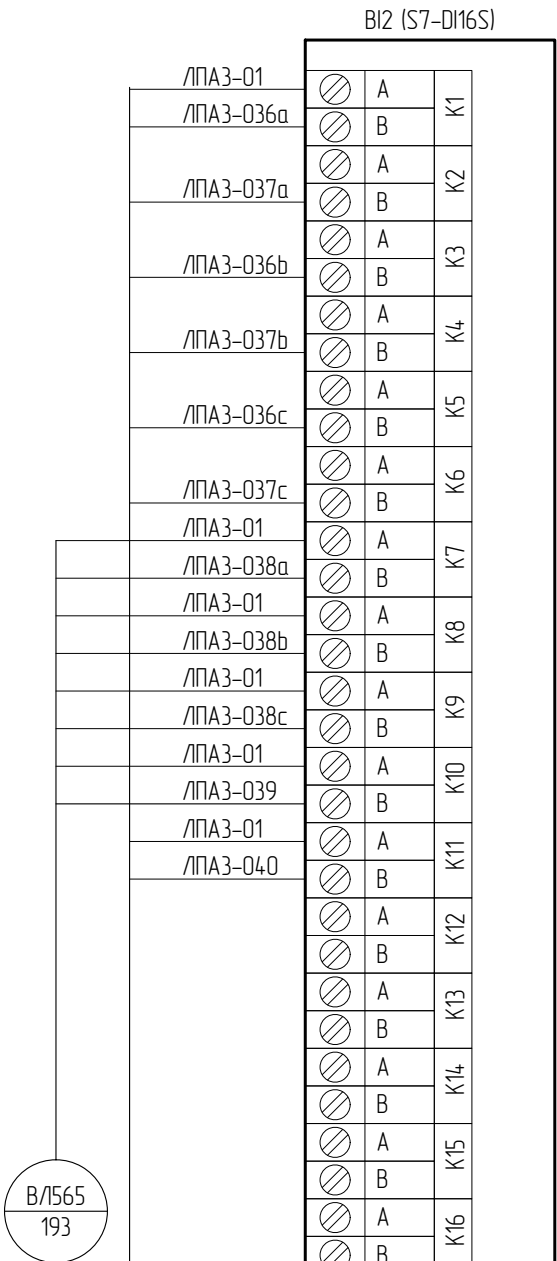 BI2 (S7-DI16S)
ЛПАЗ-01 A K1
ЛПАЗ-036a B
A K2
ЛПАЗ-037a B
A K3
ЛПАЗ-036b B
A K4
ЛПАЗ-037b B
A K5
ЛПАЗ-036c B
A K6
ЛПАЗ-037c B
ЛПАЗ-01 A K7
ЛПАЗ-038a B
ЛПАЗ-01 A K8
ЛПАЗ-038b B
ЛПАЗ-01 A K9
ЛПАЗ-038c B
ЛПАЗ-01 A K10
ЛПАЗ-039 B
ЛПАЗ-01 A K11
ЛПАЗ-040 B
A K12
B
A K13
B
A K14
B
A K15
B
A K16
B
ВЛ565
193